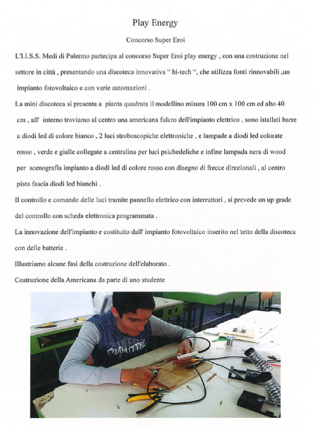 Play Energy
Concorso Super Eroi
L'I.I.S.S. Medi di Palermo partecipa al concorso Super Eroi play energy , con una costruzione nel
settore in città , presentando una discoteca innovativa " hi-tech ", che utilizza fonti rinnovabili ,un
impianto fotovoltaico e con varie automazioni .
La mini discoteca si presenta a pianta quadrata il modellino misura 100 cm x 100 cm ed alto 40
cm , all' interno troviamo al centro una americana fulcro dell'impianto elettrico , sono istallati barre
a diodi led di colore bianco , 2 luci stroboscopiche elettroniche , e lampade a diodi led colorate
rosso , verde e gialle collegate a centralina per luci psichedeliche e infine lampada nera di wood
per scenografia impianto a diodi led di colore rosso con disegno di frecce direzionali , al centro
pista fascia diodi led bianchi .
Il controllo e comando delle luci tramite pannello elettrico con interruttori , si prevede un up grade
del controllo con scheda elettronica programmata .
La innovazione dell'impianto e costituito dall' impianto fotovoltaico inserito nel tetto della discoteca
con delle batterie .
Illustriamo alcune fasi della costruzione dell'elaborato .
Costruzione della Americana da parte di uno studente